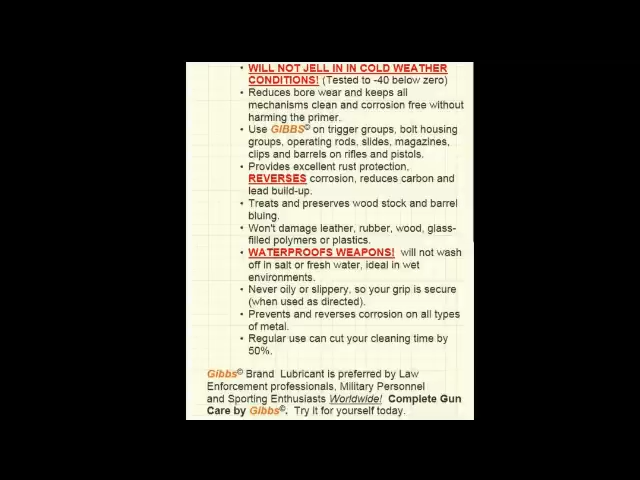 • WILL NOT JELL IN IN COLD WEATHER
CONDITIONS! (Tested to -40 below zero)
• Reduces bore wear and keeps all
mechanisms clean and corrosion free without
harming the primer.
• Use GIBBS© on trigger groups, bolt housing
groups, operating rods, slides, magazines,
clips and barrels on rifles and pistols.
• Provides excellent rust protection,
REVERSES corrosion, reduces carbon and
lead build-up.
• Treats and preserves wood stock and barrel
bluing.
• Won't damage leather, rubber, wood, glass-
filled polymers or plastics.
• WATERPROOFS WEAPONS! will not wash
off in salt or fresh water, ideal in wet
environments.
• Never oily or slippery, so your grip is secure
(when used as directed).
• Prevents and reverses corrosion on all types
of metal.
• Regular use can cut your cleaning time by
50%.
Gibbs© Brand Lubricant is preferred by Law
Enforcement professionals, Military Personnel
and Sporting Enthusiasts Worldwide! Complete Gun
Care by Gibbs©. Try it for yourself today.